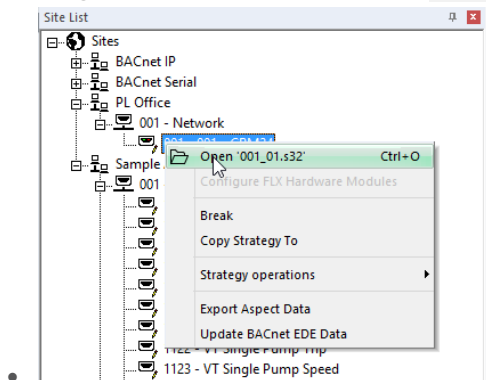 Site List
Sites
BACnet IP
BACnet Serial
PL Office
001 - Network
Sample
001
Open '001_01.s32' Ctrl+O
Configure FLX Hardware Modules
Break
Copy Strategy To
Strategy operations
Export Aspect Data
Update BACnet EDE Data
1122 - VT Single Pump Trip
1123 - VT Single Pump Speed